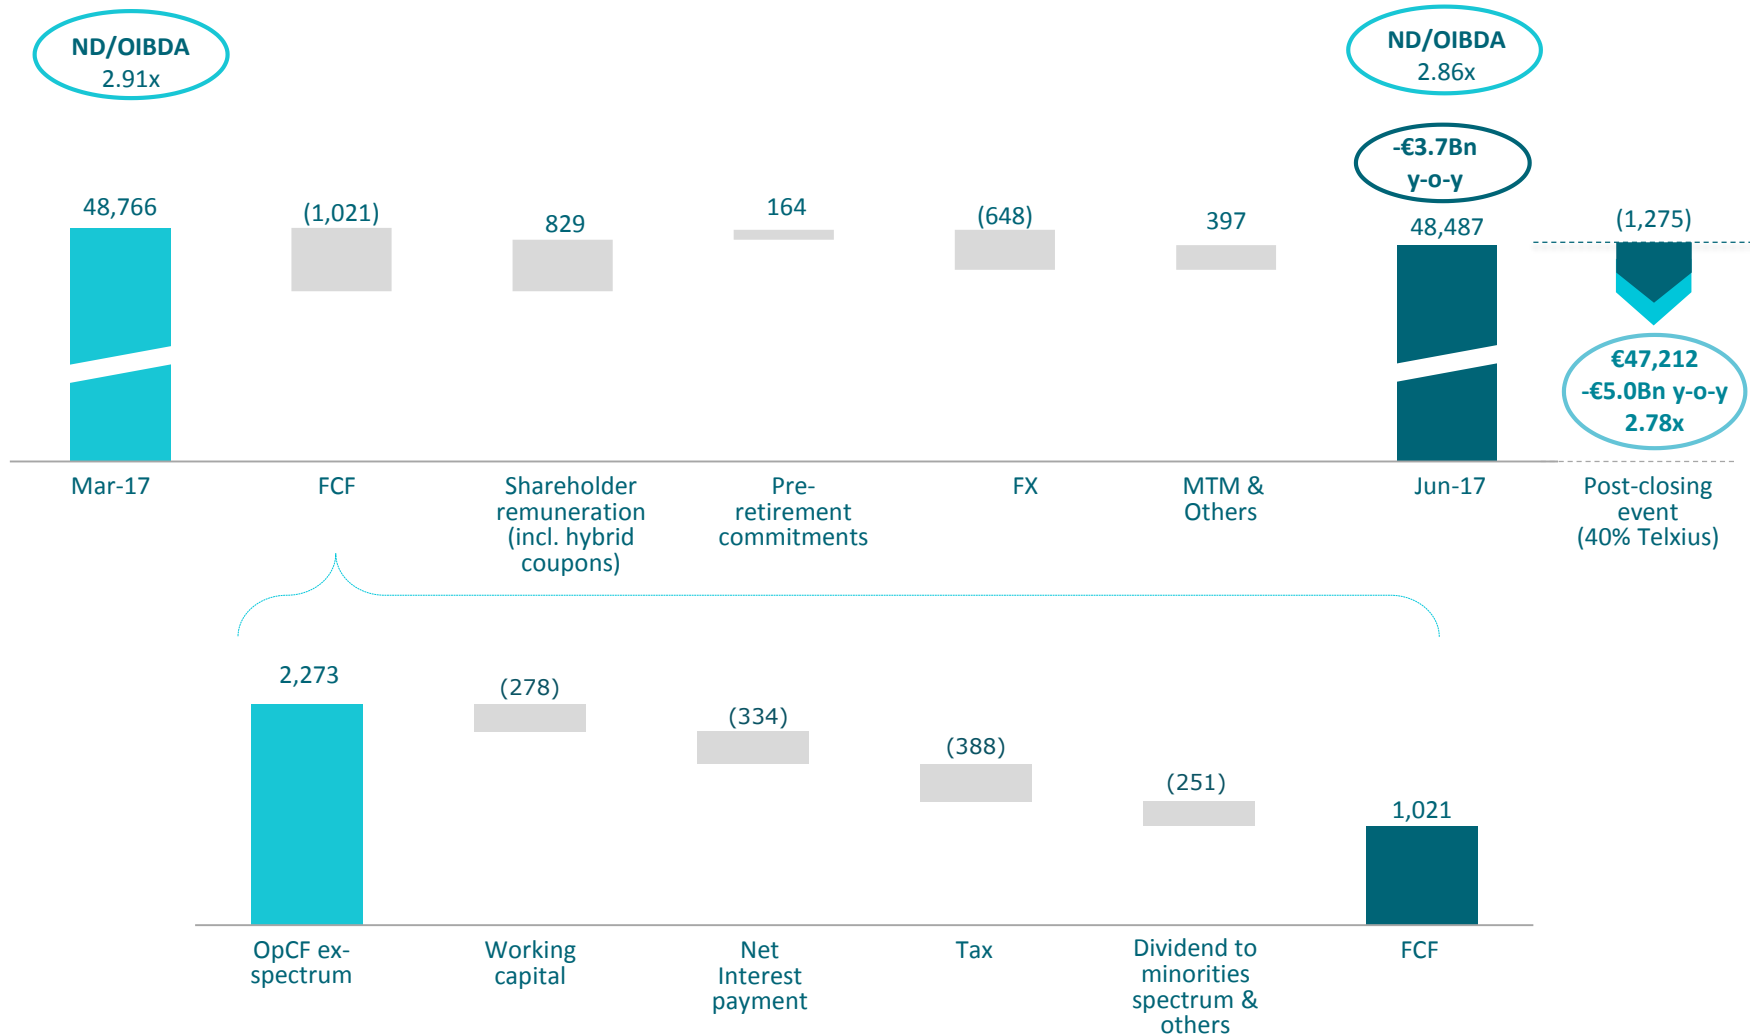 ND/OIBDA
2.91x
ND/OIBDA
2.86x
-€3.7Bn
y-o-y
48,766
(1,021)
829
164
(648)
397
48,487
(1,275)
€47,212
-€5.0Bn y-o-y
2.78x
Mar-17
FCF
Shareholder
remuneration
(incl. hybrid
coupons)
Pre-
retirement
commitments
FX
MTM &
Others
Jun-17
Post-closing
event
(40% Telxius)
2,273
(278)
(334)
(388)
(251)
1,021
OpCF ex-
spectrum
Working
capital
Net
Interest
payment
Tax
Dividend to
minorities
spectrum &
others
FCF